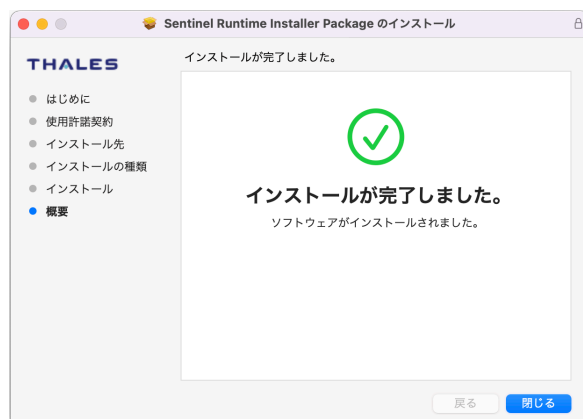 Sentinel Runtime Installer Package のインストール
THALES
インストールが完了しました。
はじめに
使用許諾契約
インストール先
インストールの種類
インストール
概要
インストールが完了しました。
ソフトウェアがインストールされました。
戻る
閉じる